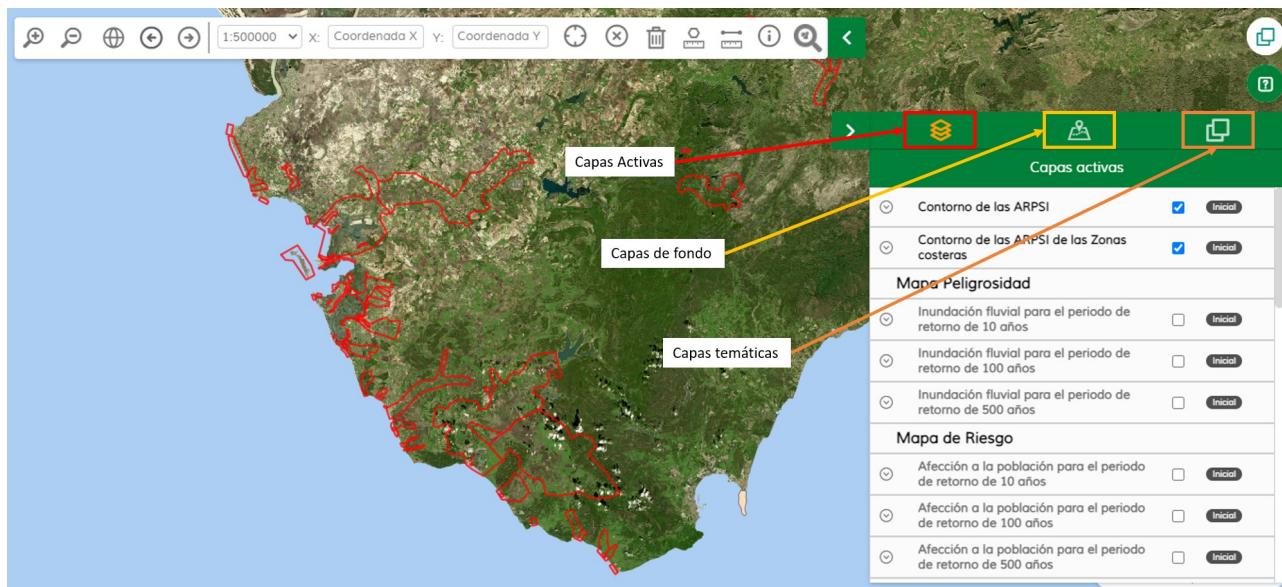 1:500000
X:
Coordenada X
Y:
Coordenada Y
Capas Activas
Capas de fondo
Capas temáticas
Capas activas
Contorno de las ARPSI
Inicial
Contorno de las ARPSI de las Zonas
costeras
Inicial
Mapa Peligrosidad
Inundación fluvial para el periodo de
retorno de 10 años
Inicial
Inundación fluvial para el periodo de
retorno de 100 años
Inicial
Inundación fluvial para el periodo de
retorno de 500 años
Inicial
Mapa de Riesgo
Afección a la población para el periodo
de retorno de 10 años
Inicial
Afección a la población para el periodo
de retorno de 100 años
Inicial
Afección a la población para el periodo
de retorno de 500 años
Inicial